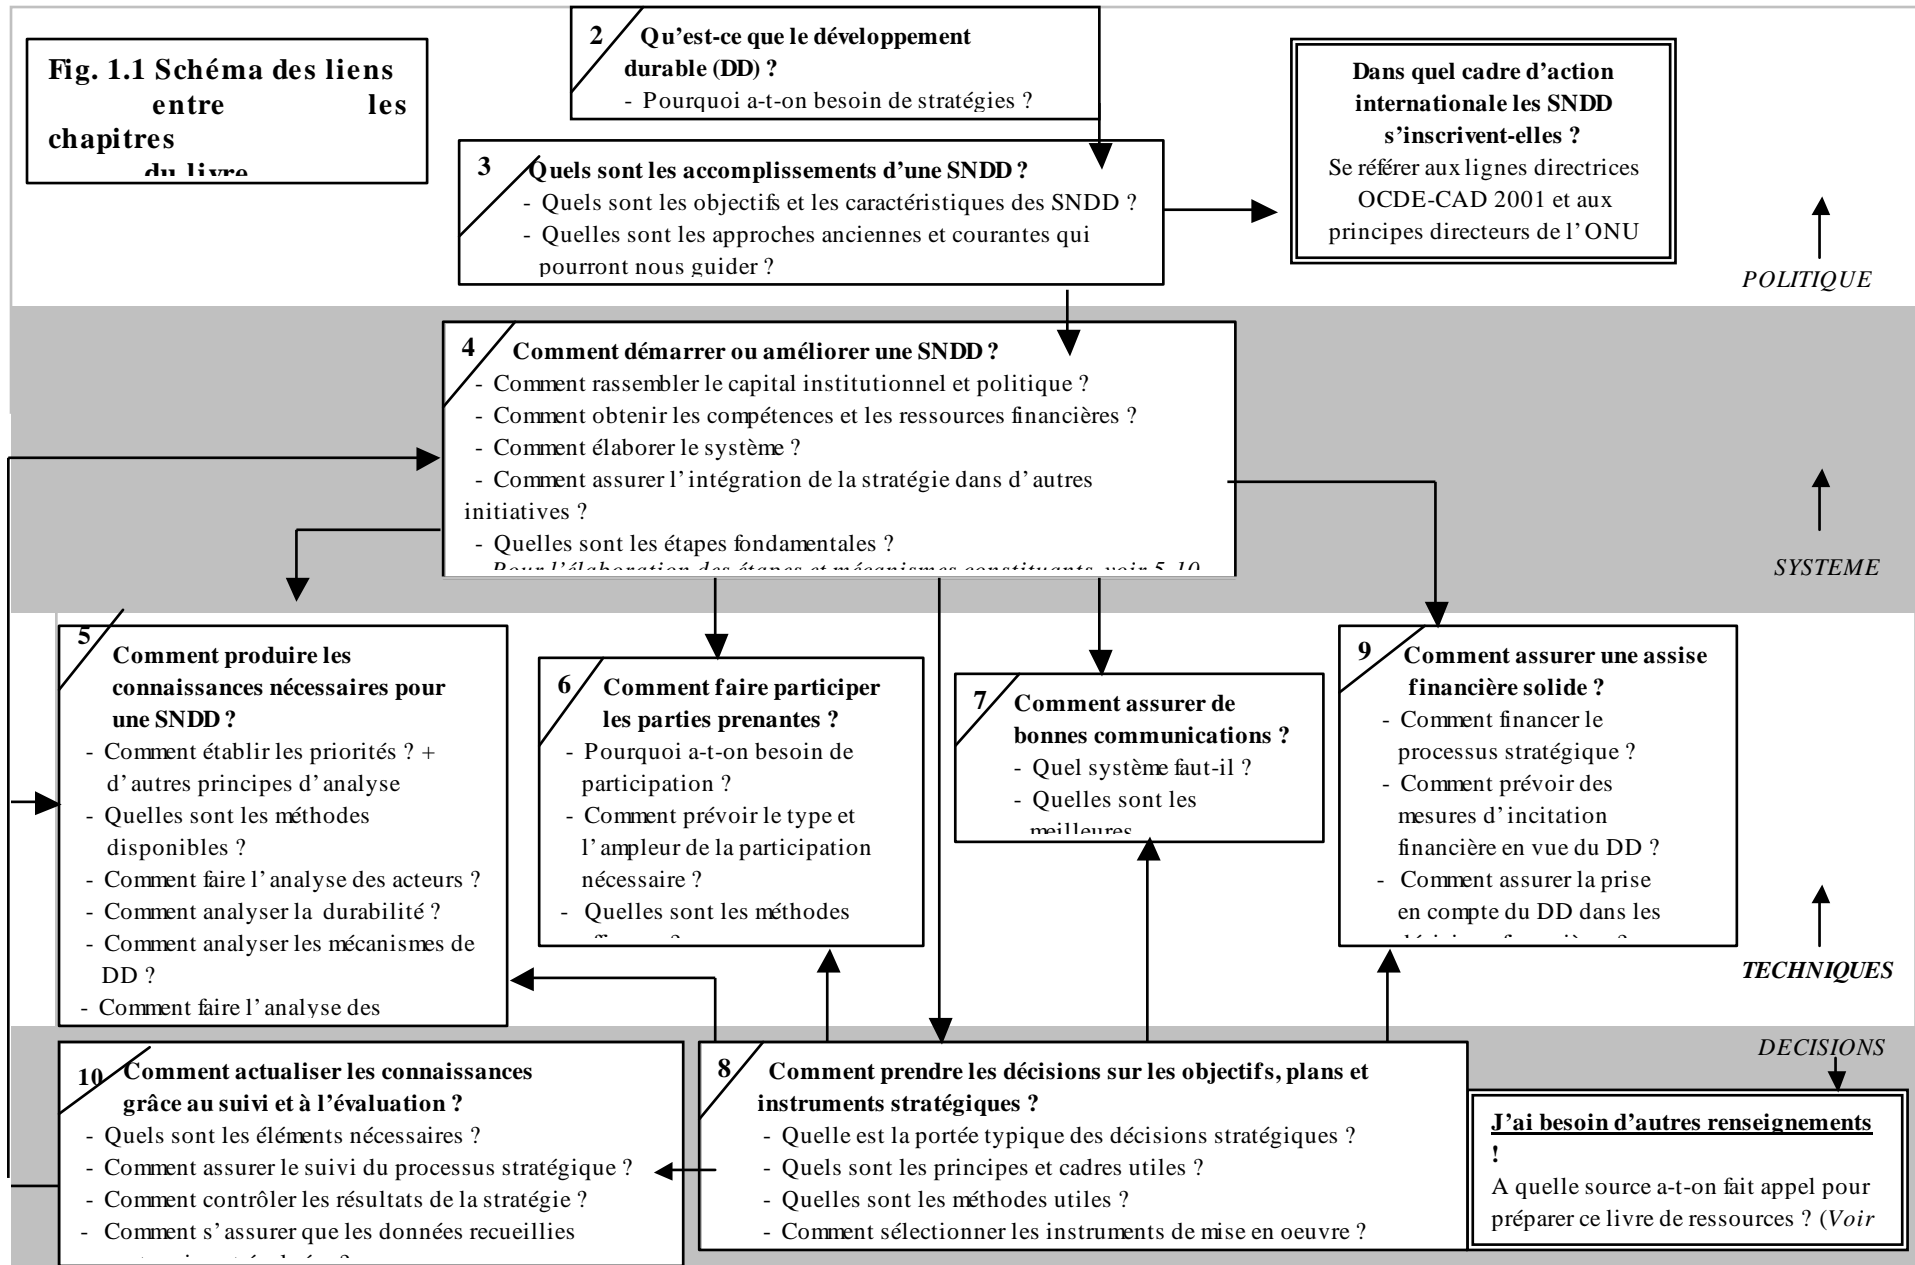 Fig. 1.1 Schéma des liens
entre les
chapitres
du livre
2 Qu'est-ce que le développement
durable (DD) ?
- Pourquoi a-t-on besoin de stratégies ?
Dans quel cadre d'action
internationale les SNDD
s'inscrivent-elles ?
Se référer aux lignes directrices
OCDE-CAD 2001 et aux
principes directeurs de l'ONU
3 Quels sont les accomplissements d'une SNDD ?
- Quels sont les objectifs et les caractéristiques des SNDD ?
- Quelles sont les approches anciennes et courantes qui
pourront nous guider ?
POLITIQUE
4 Comment démarrer ou améliorer une SNDD ?
- Comment rassembler le capital institutionnel et politique ?
- Comment obtenir les compétences et les ressources financières ?
- Comment élaborer le système ?
- Comment assurer l'intégration de la stratégie dans d'autres
initiatives ?
- Quelles sont les étapes fondamentales ?
Pour l'élaboration des étapes et mécanismes constituants, voir 5-10
SYSTEME
5
Comment produire les
connaissances nécessaires pour
une SNDD ?
- Comment établir les priorités ? +
d'autres principes d'analyse
- Quelles sont les méthodes
disponibles ?
- Comment faire l'analyse des acteurs ?
- Comment analyser la durabilité ?
- Comment analyser les mécanismes de
DD ?
- Comment faire l'analyse des
6 Comment faire participer
les parties prenantes ?
- Pourquoi a-t-on besoin de
participation ?
- Comment prévoir le type et
l'ampleur de la participation
nécessaire ?
- Quelles sont les méthodes
7 Comment assurer de
bonnes communications ?
- Quel système faut-il ?
- Quelles sont les
meilleures
9 Comment assurer une assise
financière solide ?
- Comment financer le
processus stratégique ?
- Comment prévoir des
mesures d'incitation
financière en vue du DD ?
- Comment assurer la prise
en compte du DD dans les
TECHNIQUES
DECISIONS
10 Comment actualiser les connaissances
grâce au suivi et à l'évaluation ?
- Quels sont les éléments nécessaires ?
- Comment assurer le suivi du processus stratégique ?
- Comment contrôler les résultats de la stratégie ?
- Comment s'assurer que les données recueillies
8 Comment prendre les décisions sur les objectifs, plans et
instruments stratégiques ?
- Quelle est la portée typique des décisions stratégiques ?
- Quels sont les principes et cadres utiles ?
- Quelles sont les méthodes utiles ?
- Comment sélectionner les instruments de mise en oeuvre ?
J'ai besoin d'autres renseignements
!
A quelle source a-t-on fait appel pour
préparer ce livre de ressources ? (Voir